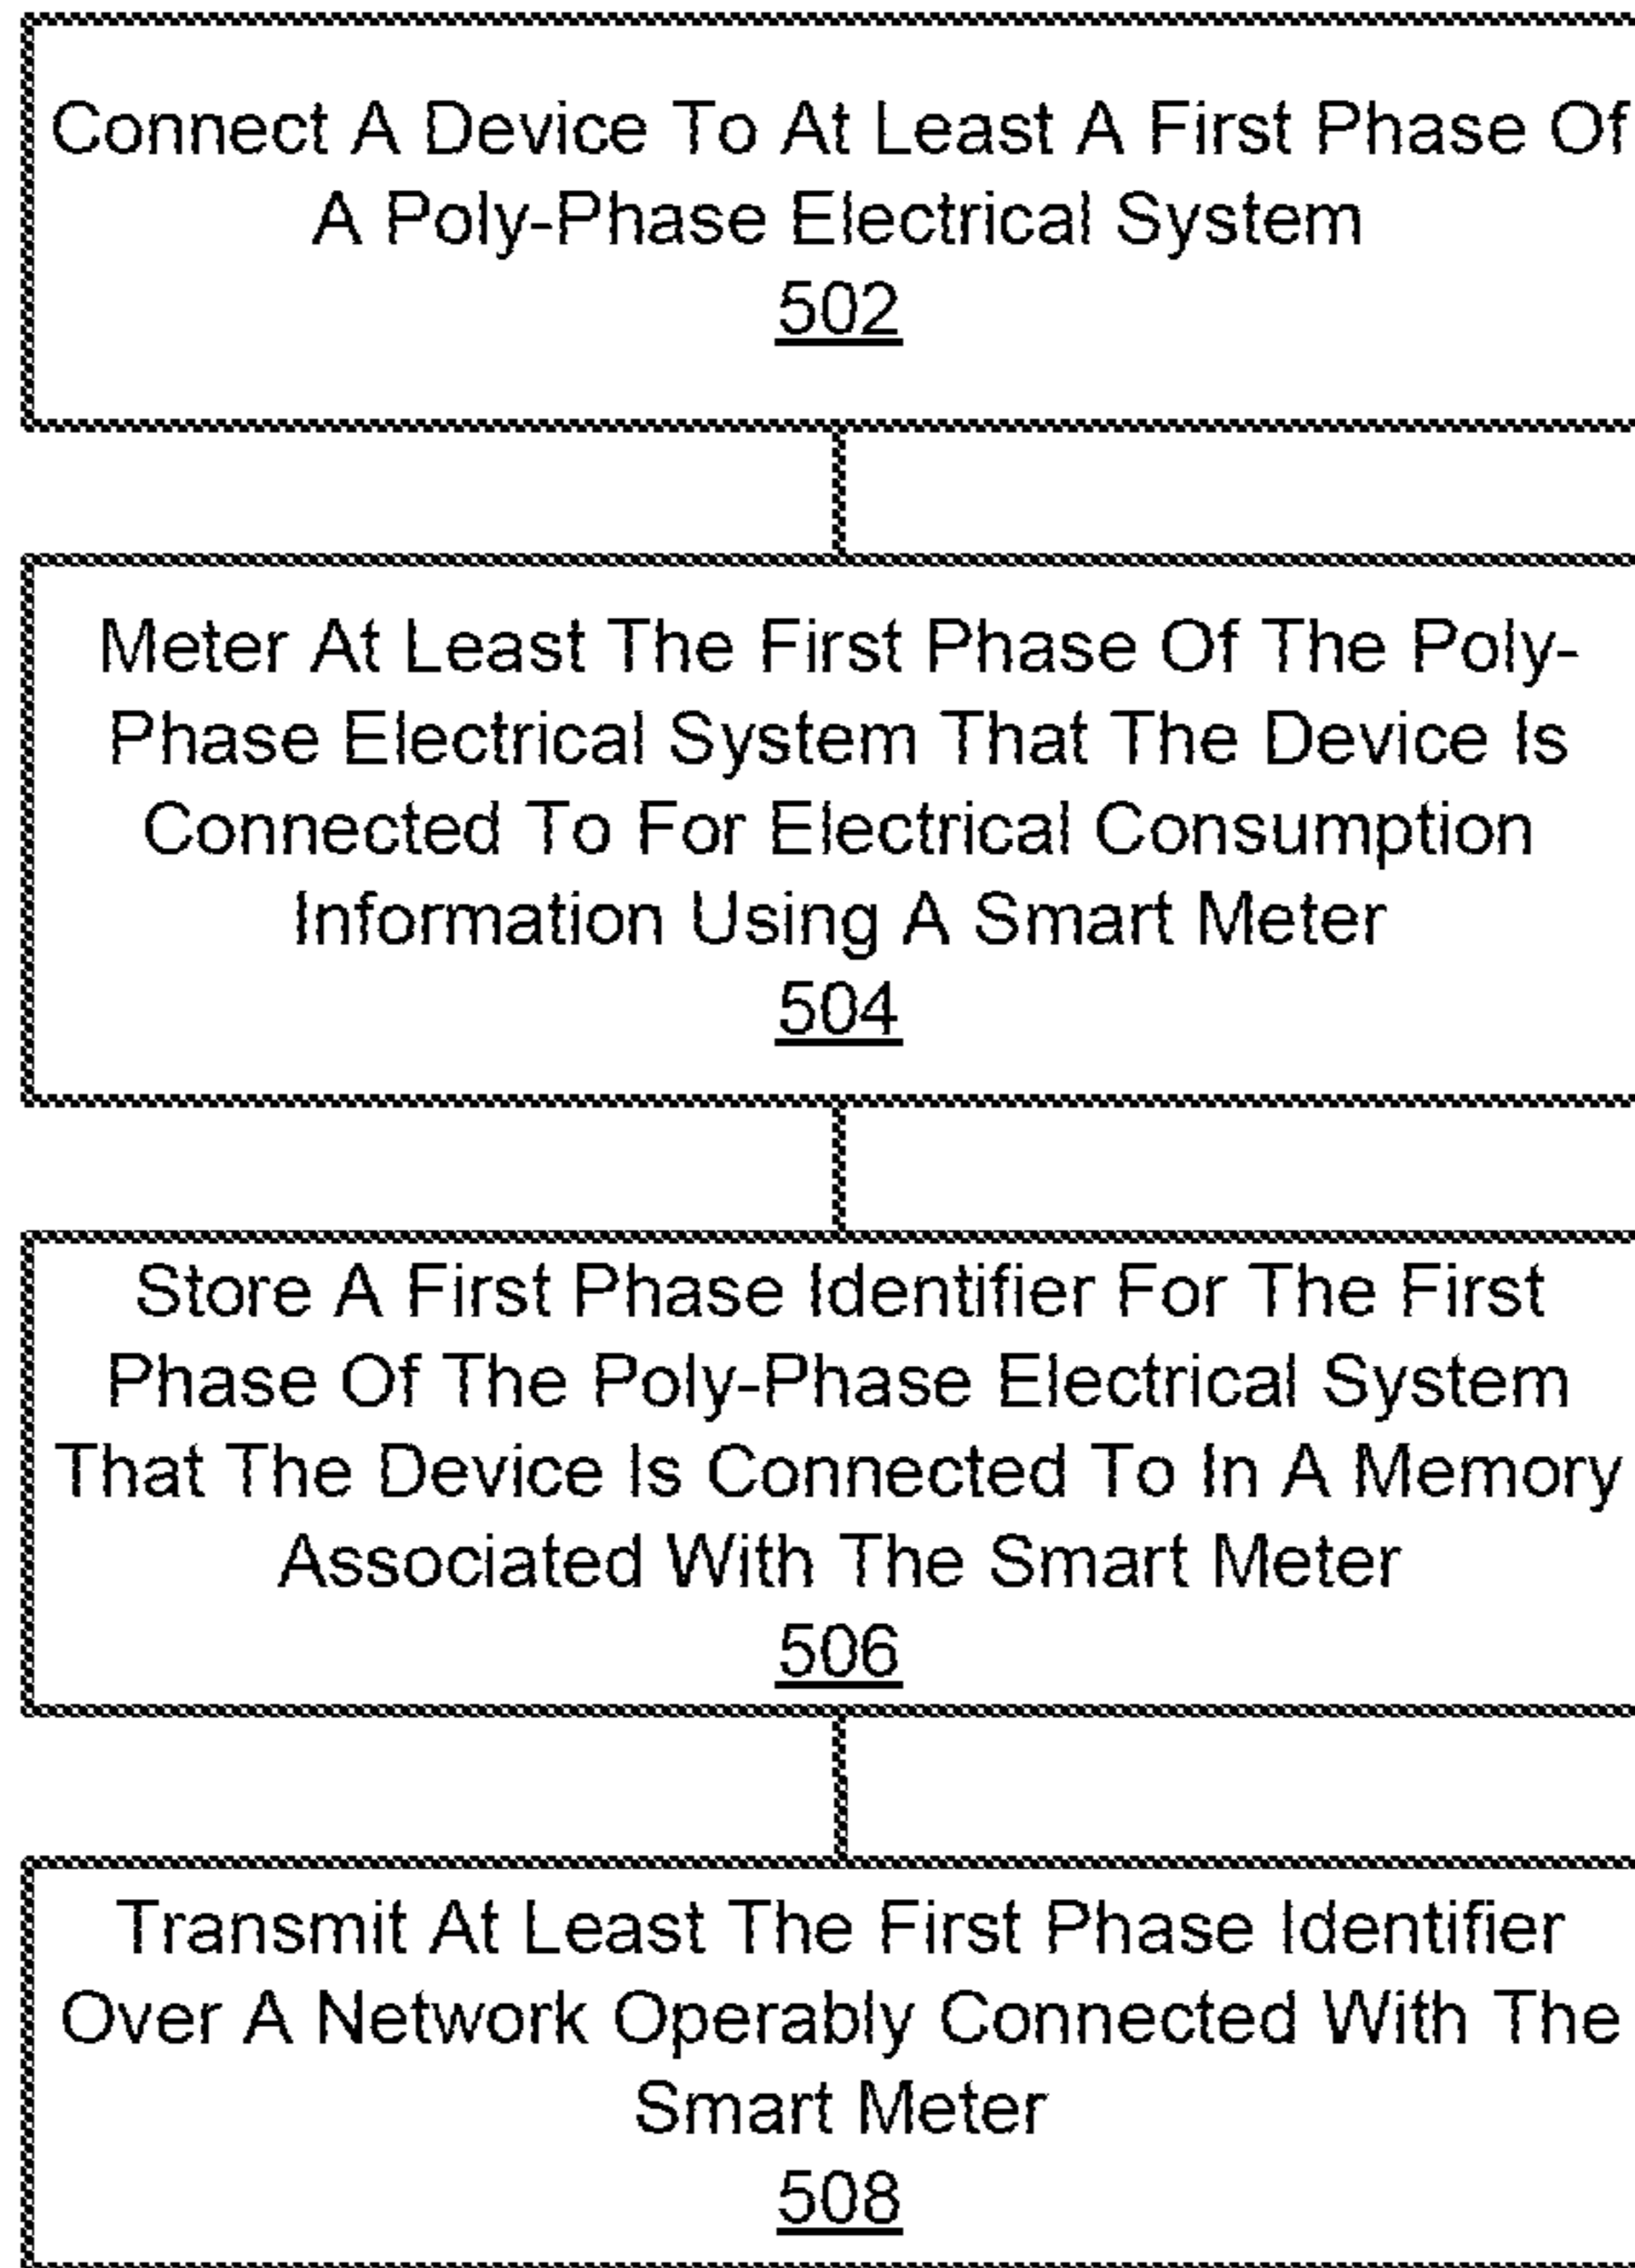 Connect A Device To At Least A First Phase Of
A Poly-Phase Electrical System
502
Meter At Least The First Phase Of The Poly-
Phase Electrical System That The Device Is
Connected To For Electrical Consumption
Information Using A Smart Meter
504
Store A First Phase Identifier For The First
Phase Of The Poly-Phase Electrical System
That The Device Is Connected To In A Memory
Associated With The Smart Meter
506
Transmit At Least The First Phase Identifier
Over A Network Operably Connected With The
Smart Meter
508